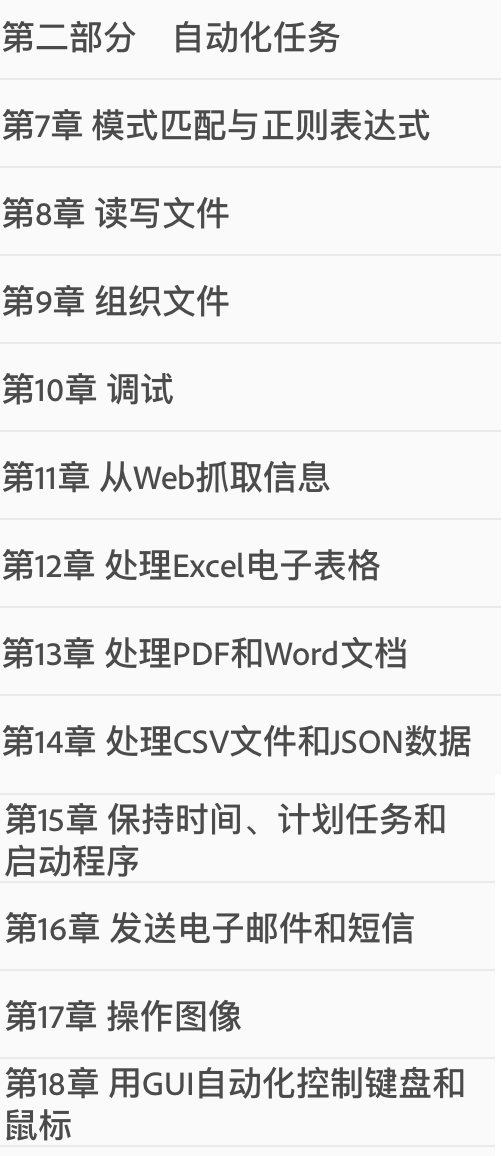 第二部分　自动化任务
第7章 模式匹配与正则表达式
第8章 读写文件
第9章 组织文件
第10章 调试
第11章 从Web抓取信息
第12章 处理Excel电子表格
第13章 处理PDF和Word文档
第14章 处理CSV文件和JSON数据
第15章 保持时间、计划任务和
启动程序
第16章 发送电子邮件和短信
第17章 操作图像
第18章 用GUI自动化控制键盘和
鼠标